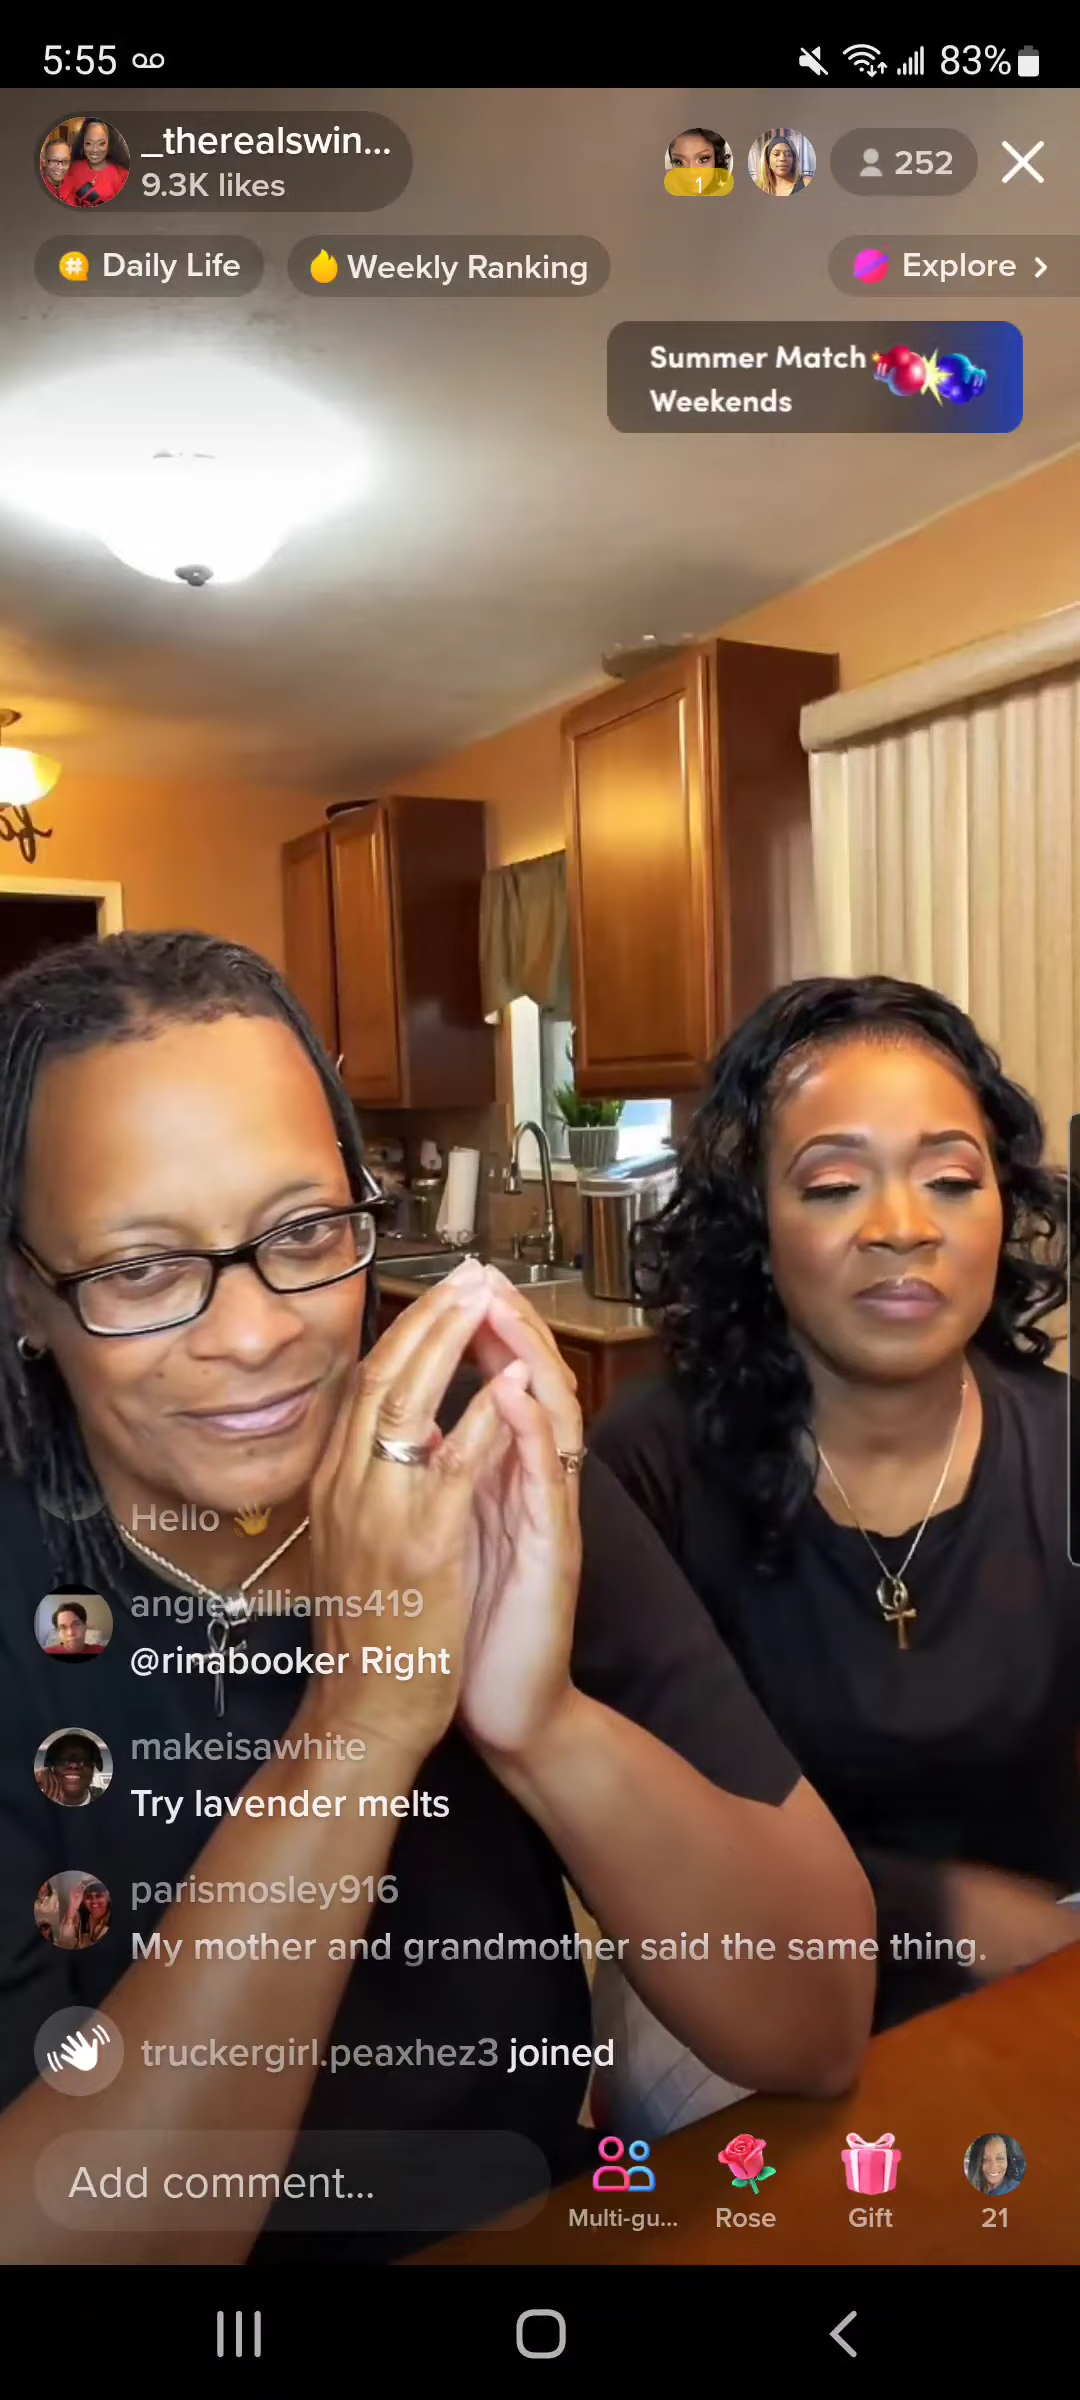 5:55
83%
_therealswin...
9.3K likes
1
252
Daily Life
Weekly Ranking
Explore >
Summer Match
Weekends
Hello 👋
angiewilliams419
@rinabooker Right
makeisawhite
Try lavender melts
parismosley916
My mother and grandmother said the same thing.
truckergirl.peaxhez3 joined
Add comment...
Multi-gu...
Rose
Gift
21